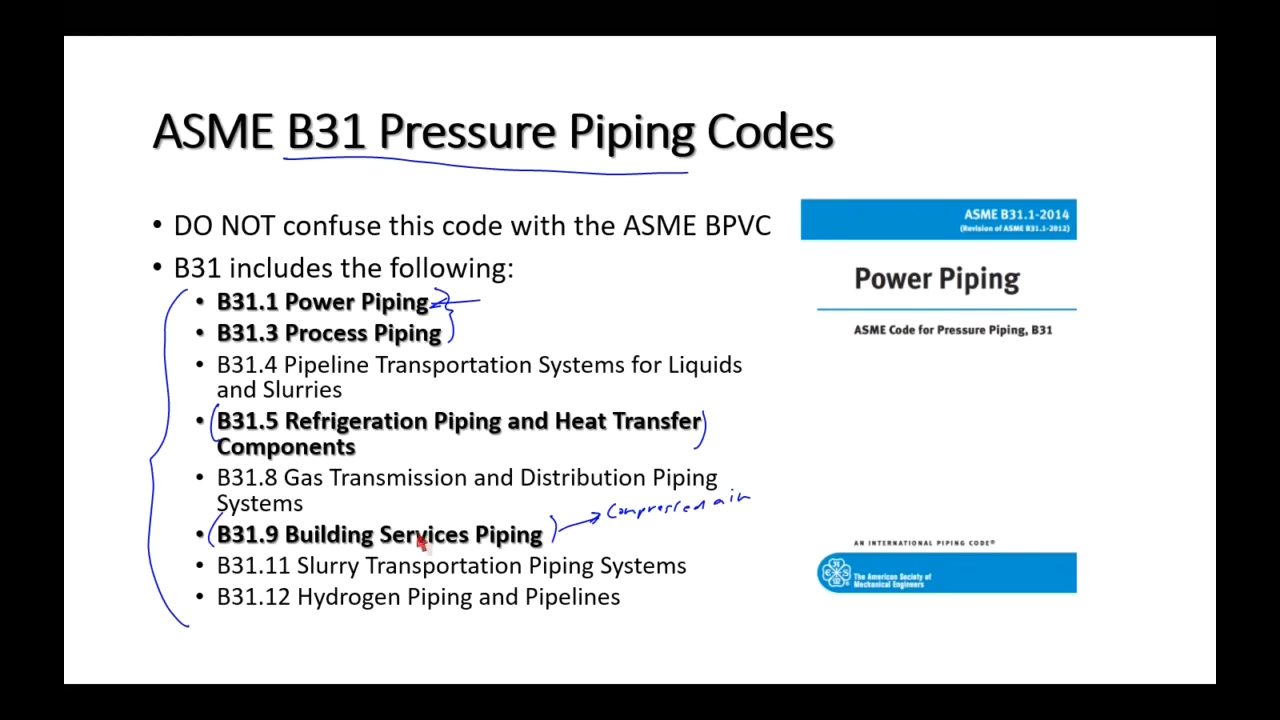 ASME B31 Pressure Piping Codes
• DO NOT confuse this code with the ASME BPVC
• B31 includes the following:
• B31.1 Power Piping
• B31.3 Process Piping
• B31.4 Pipeline Transportation Systems for Liquids
and Slurries
• B31.5 Refrigeration Piping and Heat Transfer
Components
• B31.8 Gas Transmission and Distribution Piping
Systems
• B31.9 Building Services Piping
Compressed air
• B31.11 Slurry Transportation Piping Systems
• B31.12 Hydrogen Piping and Pipelines
ASME B31.1-2014
(Revision of ASME B31.1-2012)
Power Piping
ASME Code for Pressure Piping, B31
AN INTERNATIONAL PIPING CODE®
The American Society of
Mechanical Engineers